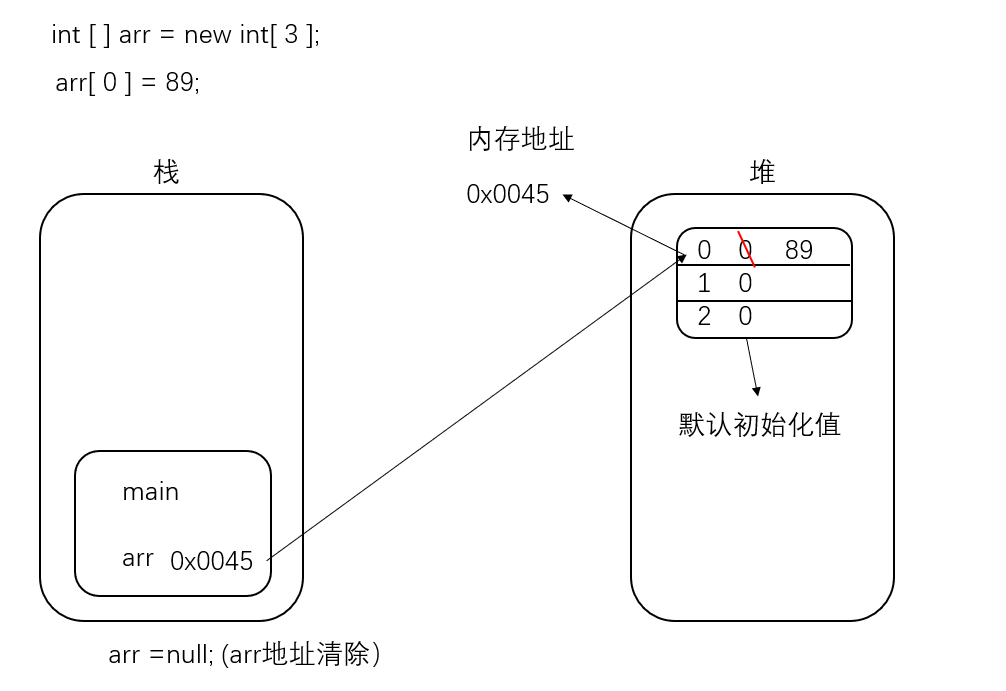 int [ ] arr = new int[ 3 ];
arr[ 0 ] = 89;
内存地址
0x0045
栈
堆
0 0 89
1 0
2 0
默认初始化值
main
arr 0x0045
arr =null; (arr地址清除）